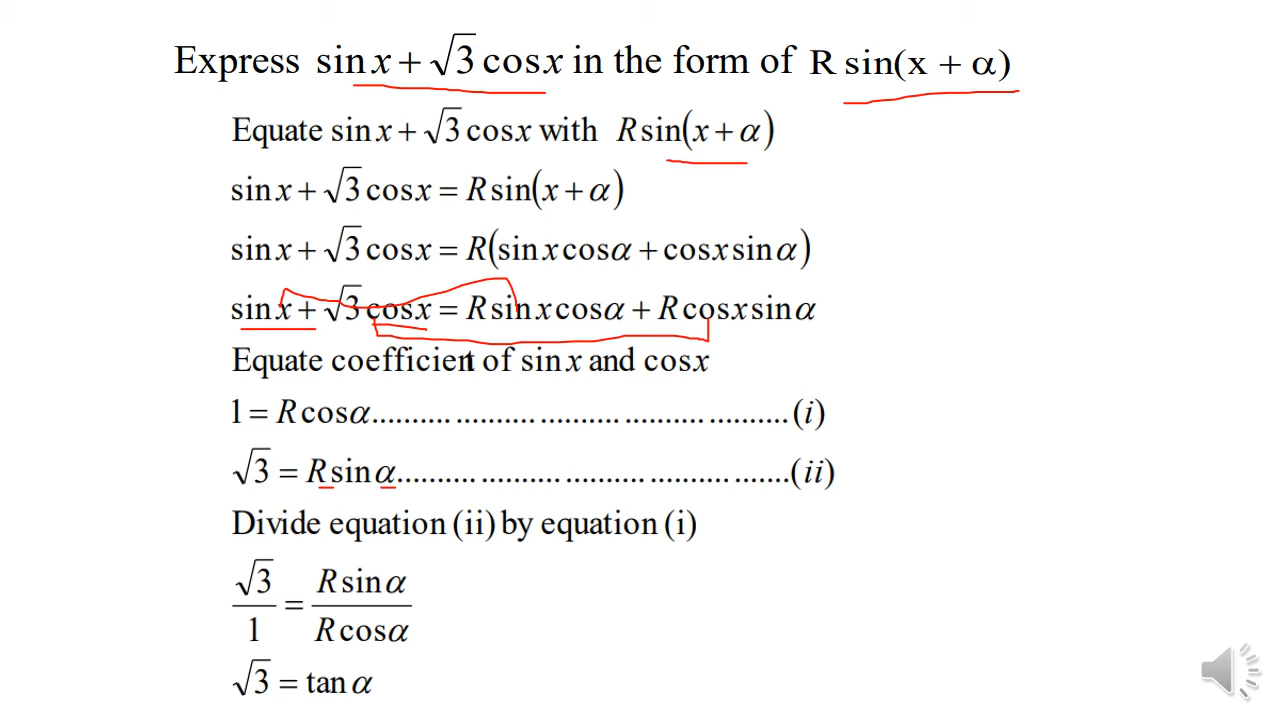 Express sin x + √3 cos x in the form of R sin(x + α)
Equate sin x + √3 cos x with R sin(x + α)
sin x + √3 cos x = R sin(x + α)
sin x + √3 cos x = R(sin x cos α + cos x sin α)
sin x + √3 cos x = R sin x cos α + R cos x sin α
Equate coefficient of sin x and cos x
1 = R cos α.................................................(i)
√3 = R sin α...............................................(ii)
Divide equation (ii) by equation (i)
√3/1 = R sin α/R cos α
√3 = tan α